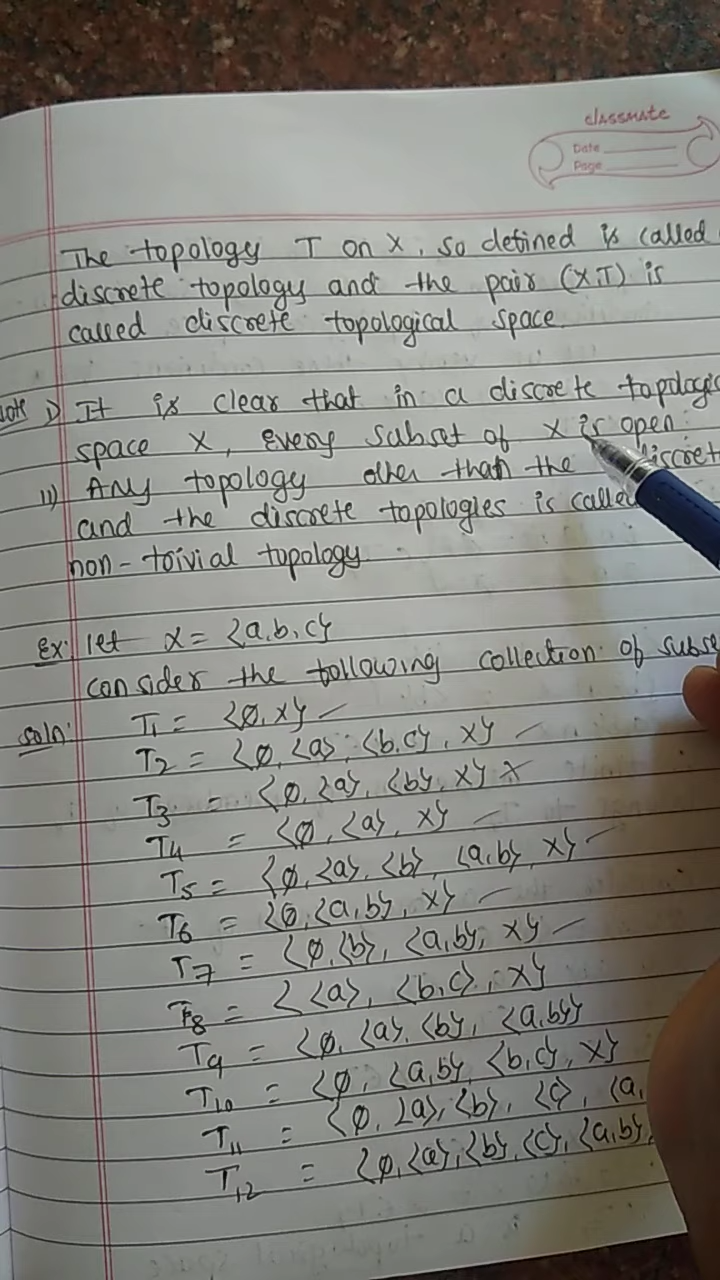 classmate
Date
Page
The topology T on X, so defined is called
discrete topology and the pair (X,T) is
called discrete topological space.
i) It is clear that in a discrete topologic
space X, every subset of X is open.
ii) Any topology other than the discret
and the discrete topologies is called
non-trivial topology.
Ex: let X = {a,b,c}
consider the following collection of subse
Soln:
T1 = {∅, X}
T2 = {∅, {a}, {b,c}, X}
T3 = {∅, {a}, {b}, X} ×
T4 = {∅, {a}, X}
T5 = {∅, {a}, {b}, {a,b}, X}
T6 = {∅, {a,b}, X}
T7 = {∅, {b}, {a,b}, X}
T8 = { {a}, {b,c}, X}
T9 = {∅, {a}, {b}, {a,b}}
T10 = {∅, {a,b}, {b,c}, X}
T11 = {∅, {a}, {b}, {c}, {a,
T12 = {∅, {a}, {b}, {c}, {a,b},